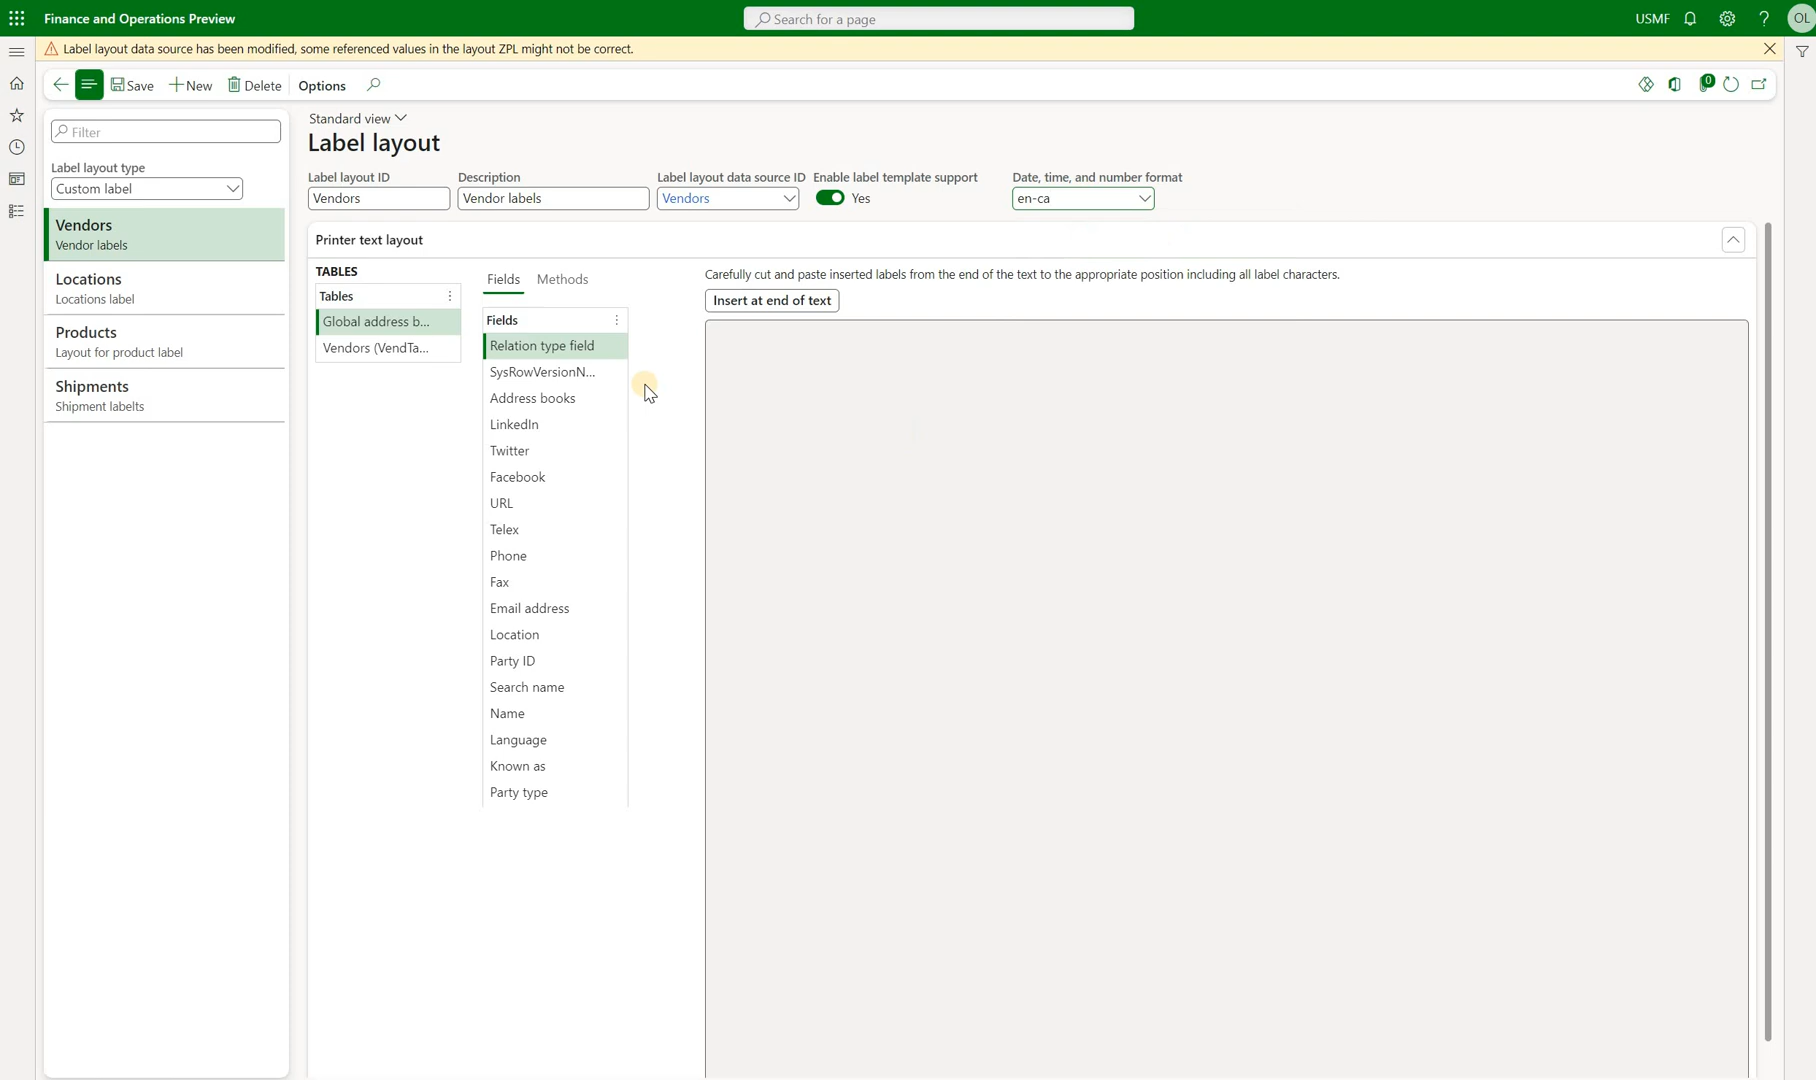 Finance and Operations Preview
Search for a page
USMF
?
OL
Label layout data source has been modified, some referenced values in the layout ZPL might not be correct.
Save
New
Delete
Options
0
Filter
Label layout type
Custom label
Vendors
Vendor labels
Locations
Locations label
Products
Layout for product label
Shipments
Shipment labelts
Standard view
Label layout
Label layout ID
Description
Label layout data source ID
Enable label template support
Date, time, and number format
Vendors
Vendor labels
Vendors
Yes
en-ca
Printer text layout
TABLES
Tables
Global address b...
Vendors (VendTa...
Fields
Methods
Fields
Relation type field
SysRowVersionN...
Address books
LinkedIn
Twitter
Facebook
URL
Telex
Phone
Fax
Email address
Location
Party ID
Search name
Name
Language
Known as
Party type
Carefully cut and paste inserted labels from the end of the text to the appropriate position including all label characters.
Insert at end of text